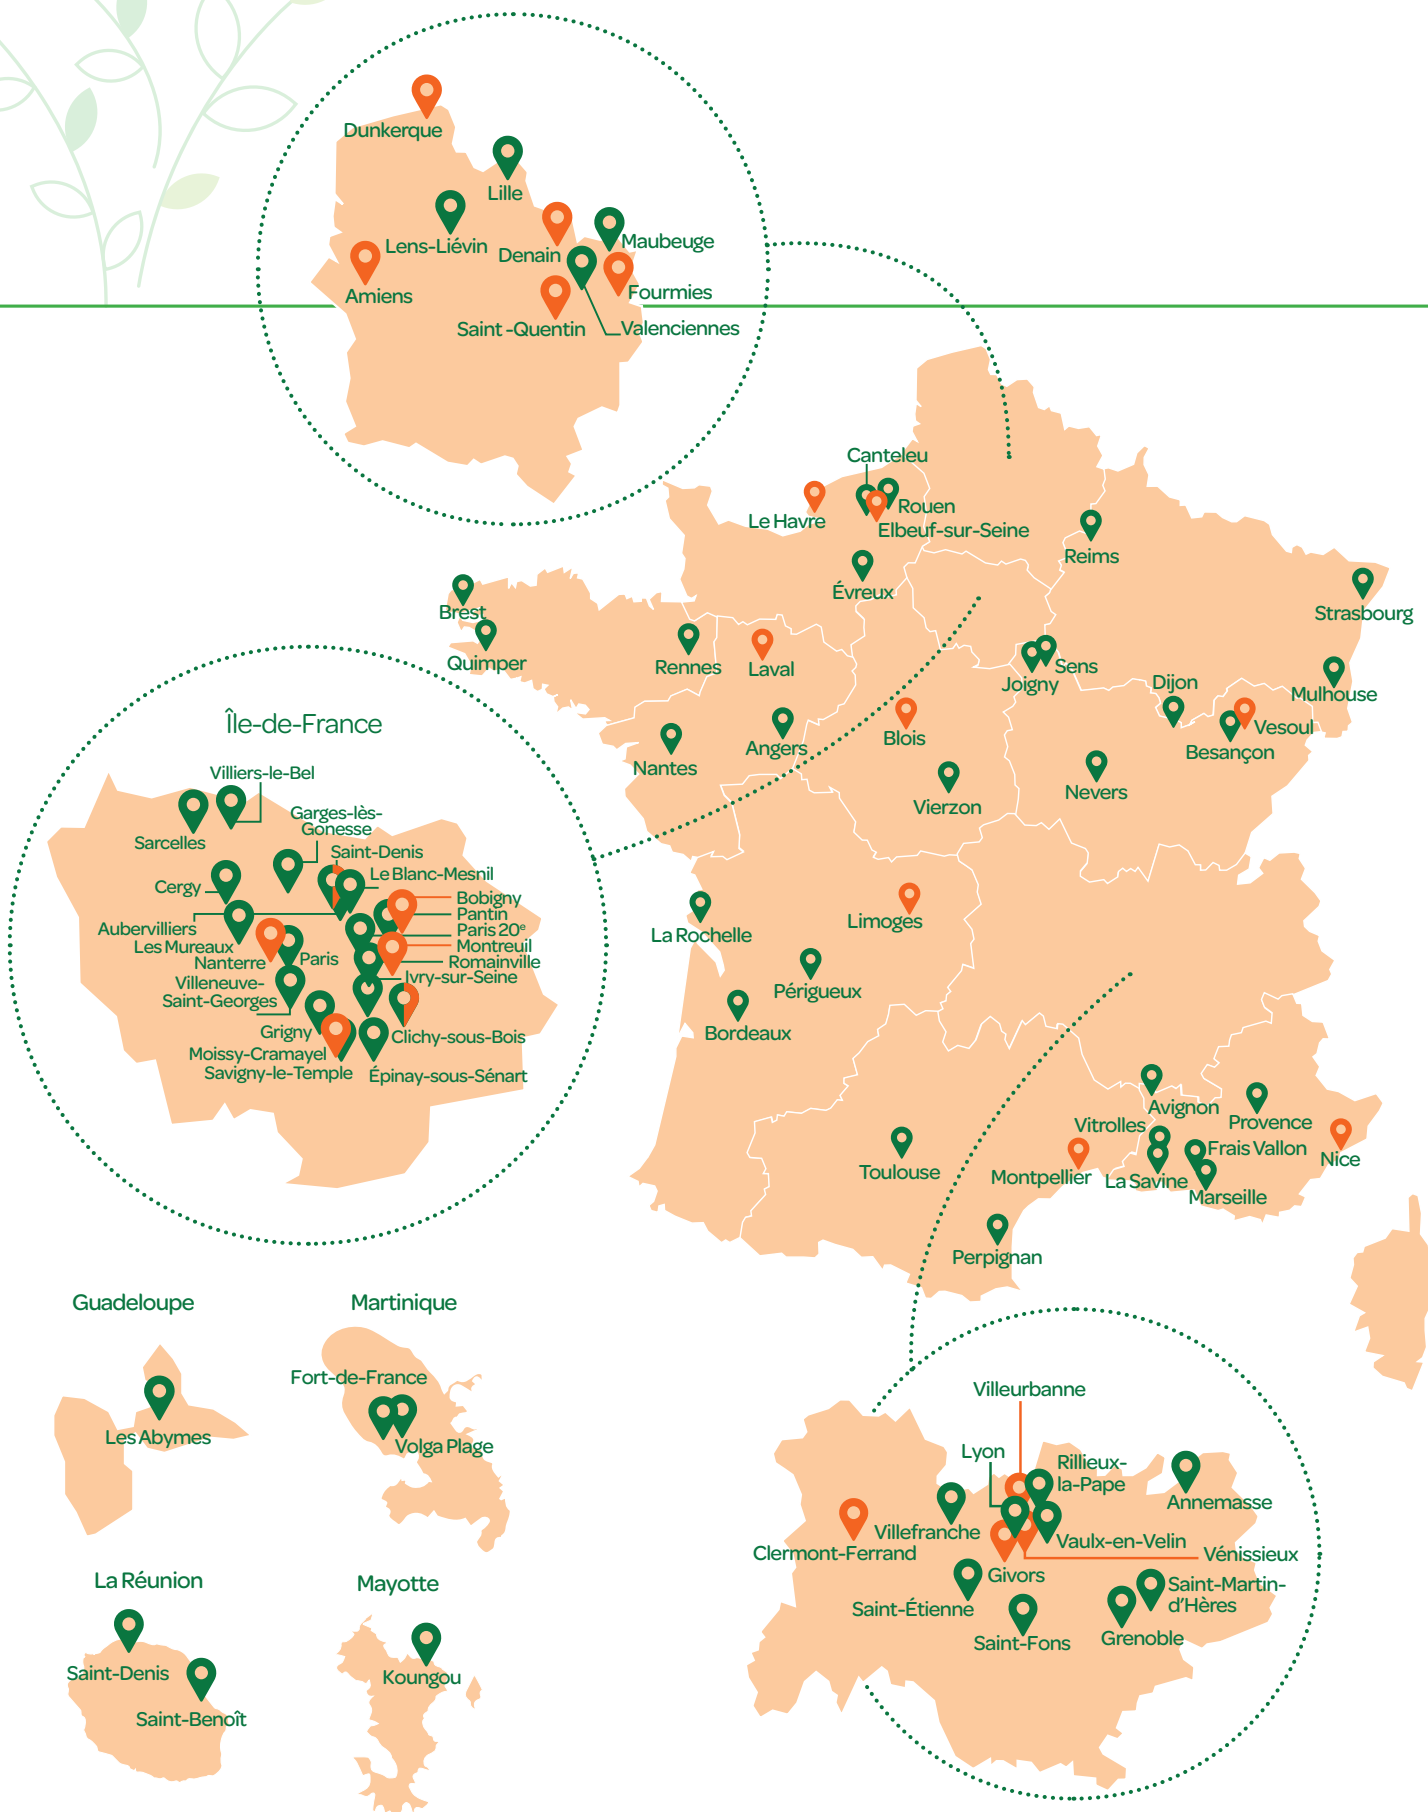 Dunkerque
Lille
Lens-Liévin
Denain
Maubeuge
Amiens
Fourmies
Saint-Quentin
Valenciennes
Canteleu
Le Havre
Rouen
Elbeuf-sur-Seine
Reims
Évreux
Strasbourg
Brest
Quimper
Rennes
Laval
Sens
Joigny
Dijon
Mulhouse
Vesoul
Besançon
Blois
Angers
Nantes
Nevers
Vierzon
Île-de-France
Villiers-le-Bel
Garges-lès-
Gonesse
Sarcelles
Saint-Denis
Le Blanc-Mesnil
Cergy
Bobigny
Pantin
Aubervilliers
Paris 20e
Les Mureaux
Montreuil
Nanterre
Paris
Romainville
Ivry-sur-Seine
Villeneuve-
Saint-Georges
Grigny
Clichy-sous-Bois
Moissy-Cramayel
Savigny-le-Temple
Épinay-sous-Sénart
Limoges
La Rochelle
Périgueux
Bordeaux
Avignon
Provence
Vitrolles
Frais Vallon
Nice
Toulouse
Montpellier
La Savine
Marseille
Perpignan
Guadeloupe
Les Abymes
Martinique
Fort-de-France
Volga Plage
Villeurbanne
Lyon
Rillieux-
la-Pape
Annemasse
Villefranche
Vaulx-en-Velin
Clermont-Ferrand
Vénissieux
Givors
Saint-Martin-
d'Hères
Saint-Étienne
Grenoble
Saint-Fons
La Réunion
Saint-Denis
Saint-Benoît
Mayotte
Koungou